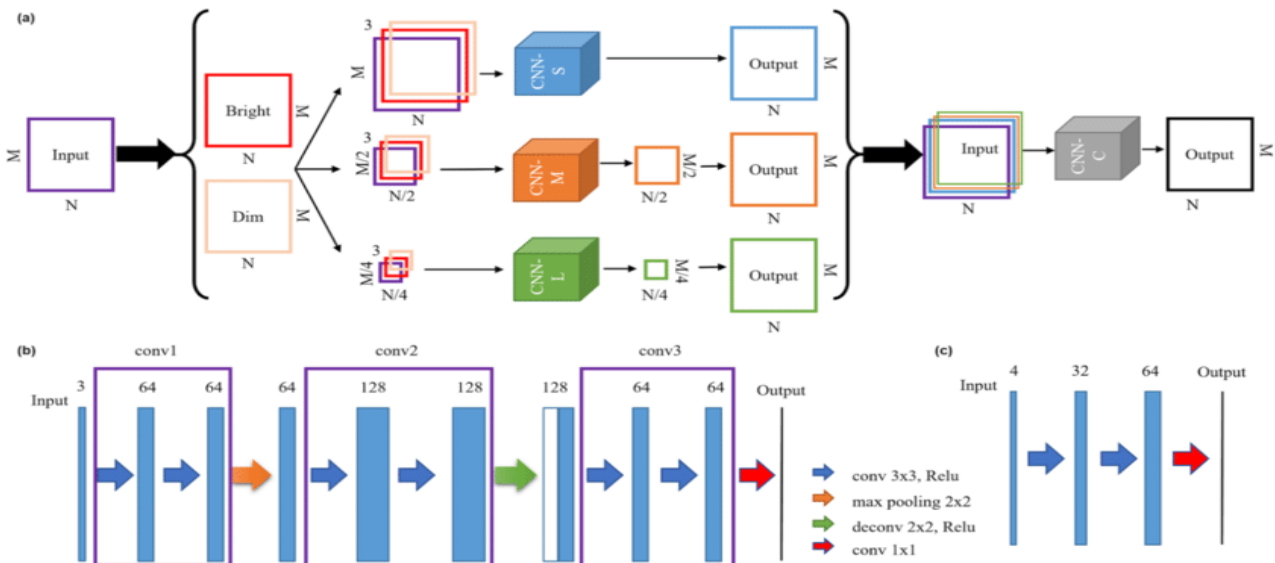 (a)
M
Input
N
Bright
M
N
Dim
M
N
3
M
N
CNN-
S
Output
M
N
3
M/2
N/2
CNN-
M
M/2
N/2
Output
M
N
3
M/4
N/4
CNN-
L
M/4
N/4
Output
M
N
Input
N
CNN-
C
Output
M
N
(b)
conv1
conv2
conv3
Input
3
64
64
64
128
128
128
64
64
Output
conv 3x3, Relu
max pooling 2x2
deconv 2x2, Relu
conv 1x1
(c)
Input
4
32
64
Output